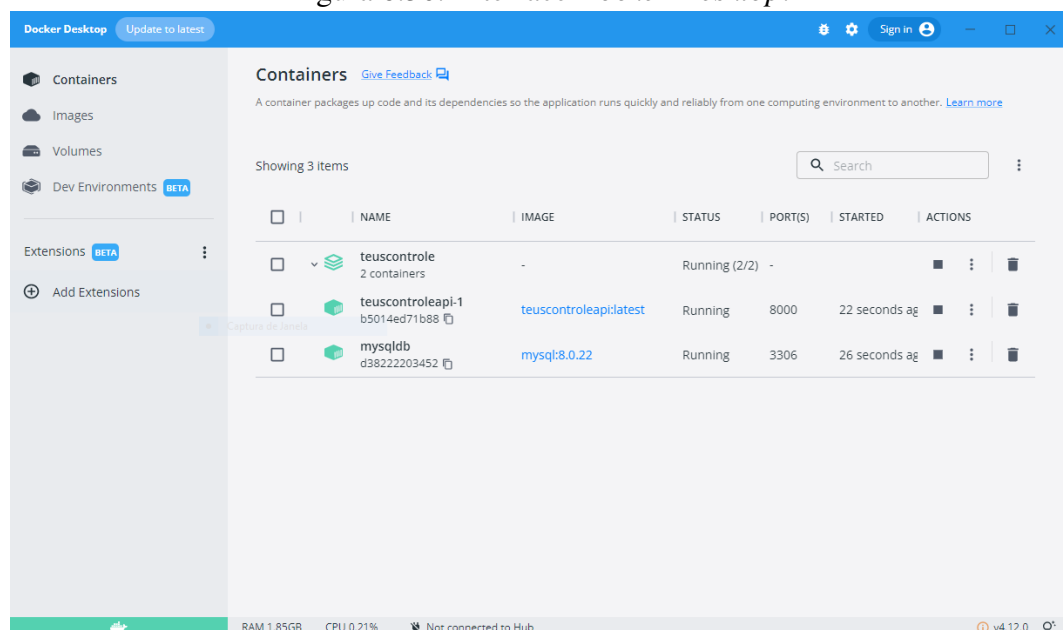 Docker Desktop Update to latest Sign in
Containers
Images
Volumes
Dev Environments BETA
Extensions BETA
Add Extensions
Containers Give Feedback
A container packages up code and its dependencies so the application runs quickly and reliably from one computing environment to another. Learn more
Showing 3 items Search
NAME IMAGE STATUS PORT(S) STARTED ACTIONS
teuscontrole - Running (2/2) -
2 containers
teuscontroleapi-1 teuscontroleapi:latest Running 8000 22 seconds ag
b5014ed71b88
mysqldb mysql:8.0.22 Running 3306 26 seconds ag
d38222203452
Captura de Janela
RAM 1.85GB CPU 0.21% Not connected to Hub v4.12.0